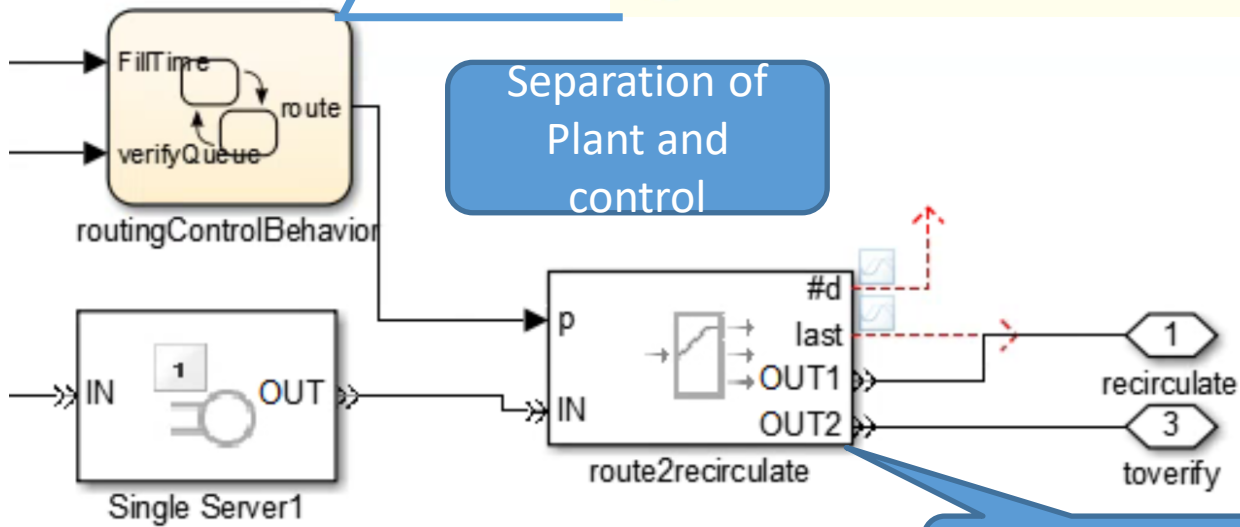 FillTime
verifyQueue
route
routingControlBehavior
Separation of
Plant and
control
IN
1
OUT
Single Server1
p
IN
#d
last
OUT1
OUT2
route2recirculate
1
recirculate
3
toverify